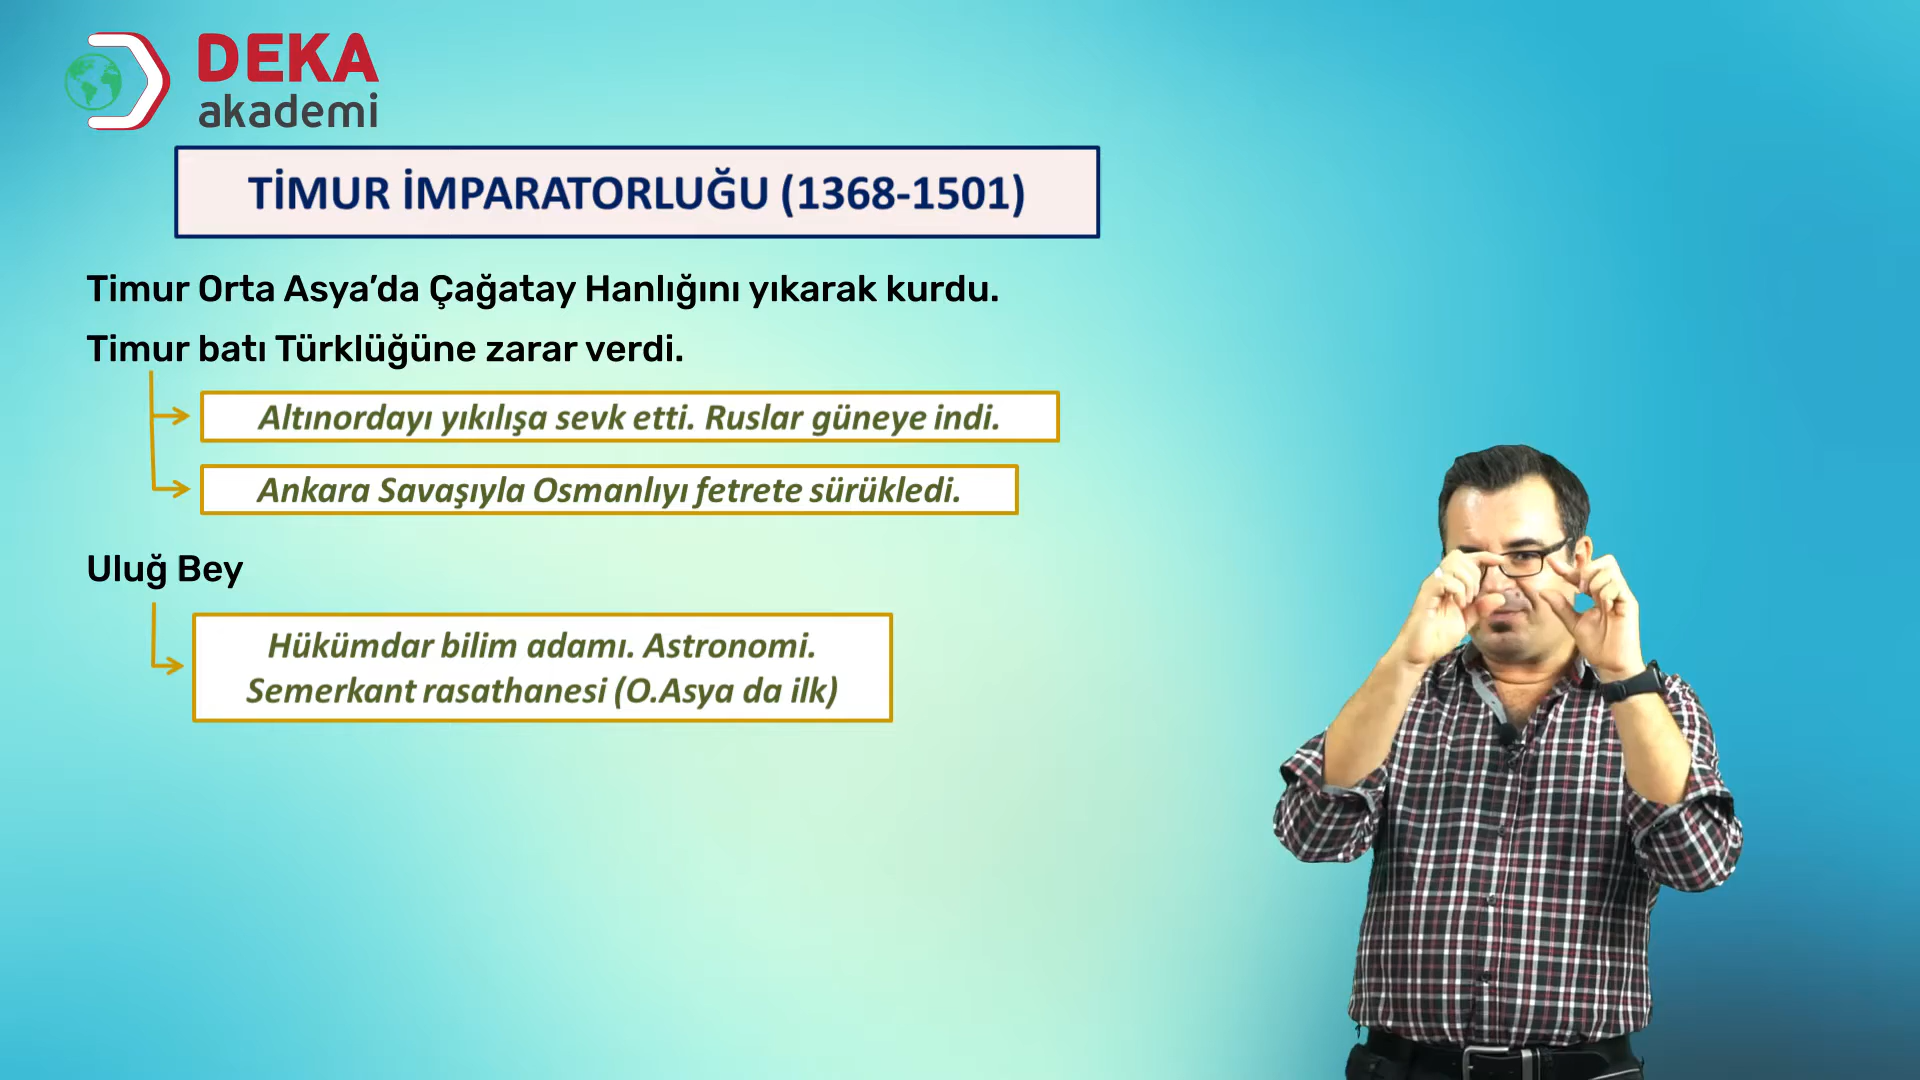 DEKA
akademi
TİMUR İMPARATORLUĞU (1368-1501)
Timur Orta Asya’da Çağatay Hanlığını yıkarak kurdu.
Timur batı Türklüğüne zarar verdi.
Altınordayı yıkılışa sevk etti. Ruslar güneye indi.
Ankara Savaşıyla Osmanlıyı fetrete sürükledi.
Uluğ Bey
Hükümdar bilim adamı. Astronomi.
Semerkant rasathanesi (O.Asya da ilk)